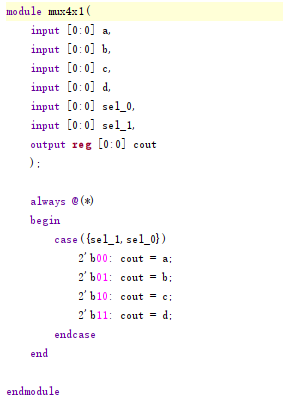 module mux4x1(
    input [0:0] a,
    input [0:0] b,
    input [0:0] c,
    input [0:0] d,
    input [0:0] sel_0,
    input [0:0] sel_1,
    output reg [0:0] cout
    );
    always @(*)
    begin
        case({sel_1,sel_0})
            2'b00: cout = a;
            2'b01: cout = b;
            2'b10: cout = c;
            2'b11: cout = d;
        endcase
    end
endmodule